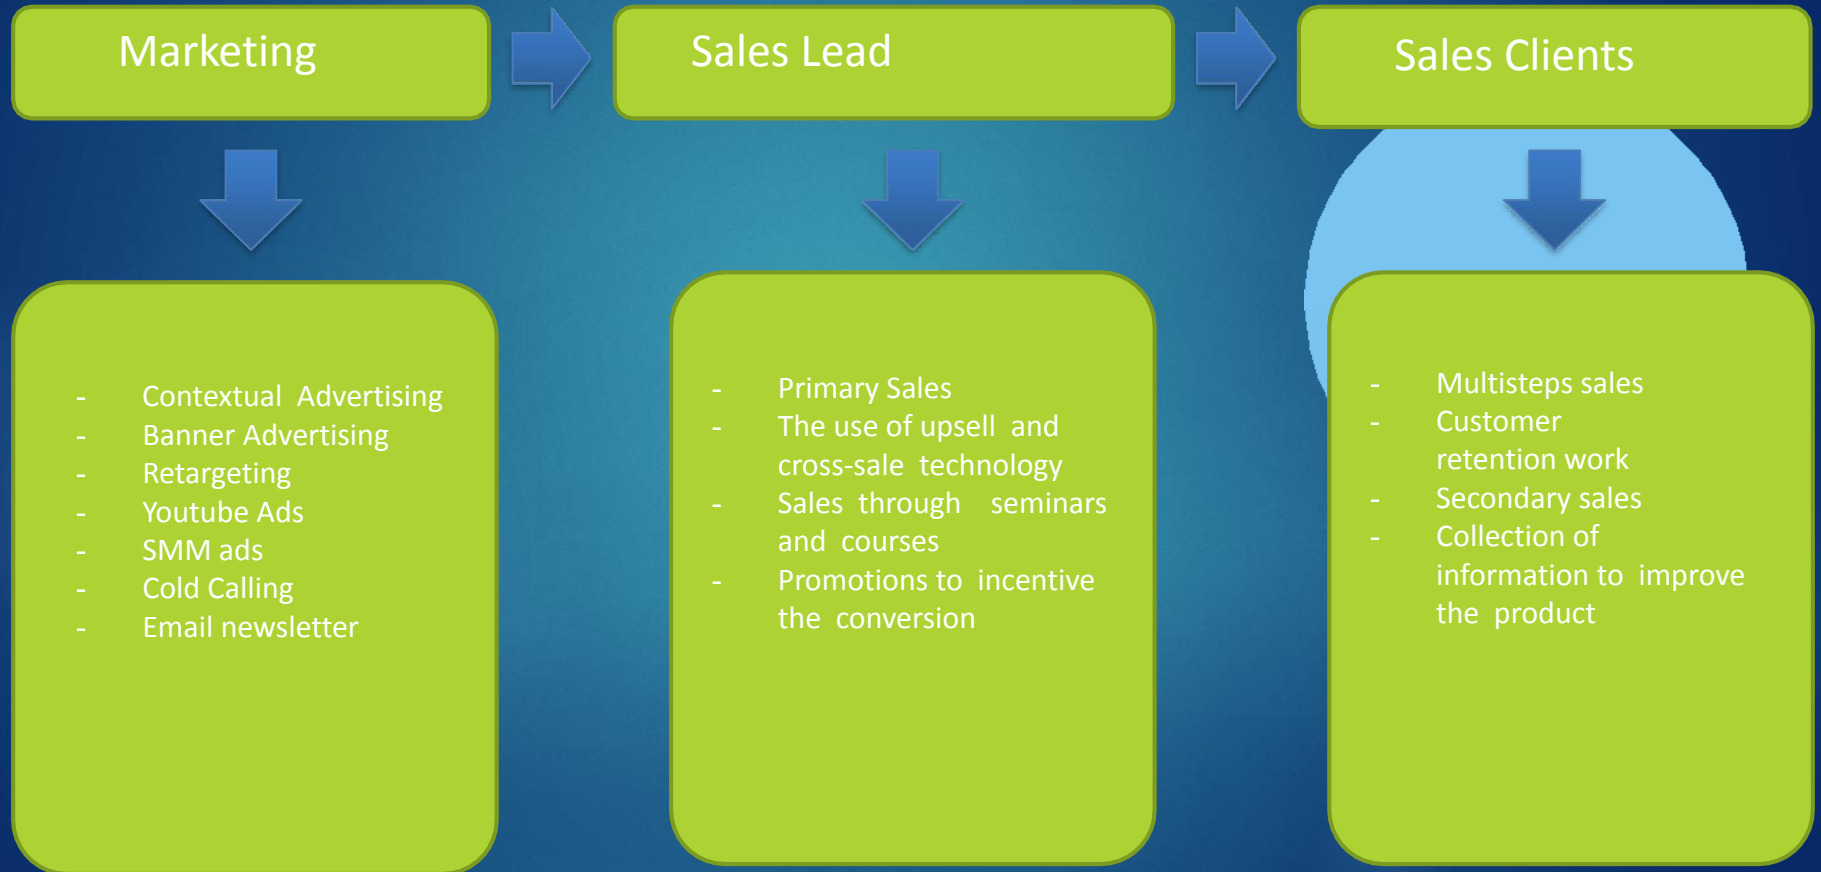 Marketing
Sales Lead
Sales Clients
- Contextual Advertising
- Banner Advertising
- Retargeting
- Youtube Ads
- SMM ads
- Cold Calling
- Email newsletter
- Primary Sales
- The use of upsell and
cross-sale technology
- Sales through seminars
and courses
- Promotions to incentive
the conversion
- Multisteps sales
- Customer
retention work
- Secondary sales
- Collection of
information to improve
the product